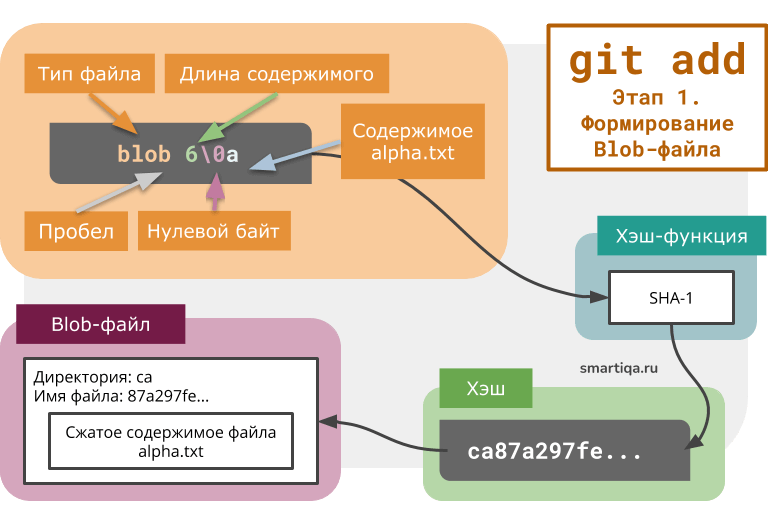 git add
Этап 1.
Формирование
Blob-файла
Тип файла
Длина содержимого
Содержимое
alpha.txt
blob 6\0a
Пробел
Нулевой байт
Хэш-функция
SHA-1
smartiqa.ru
Хэш
ca87a297fe...
Blob-файл
Директория: ca
Имя файла: 87a297fe...
Сжатое содержимое файла
alpha.txt